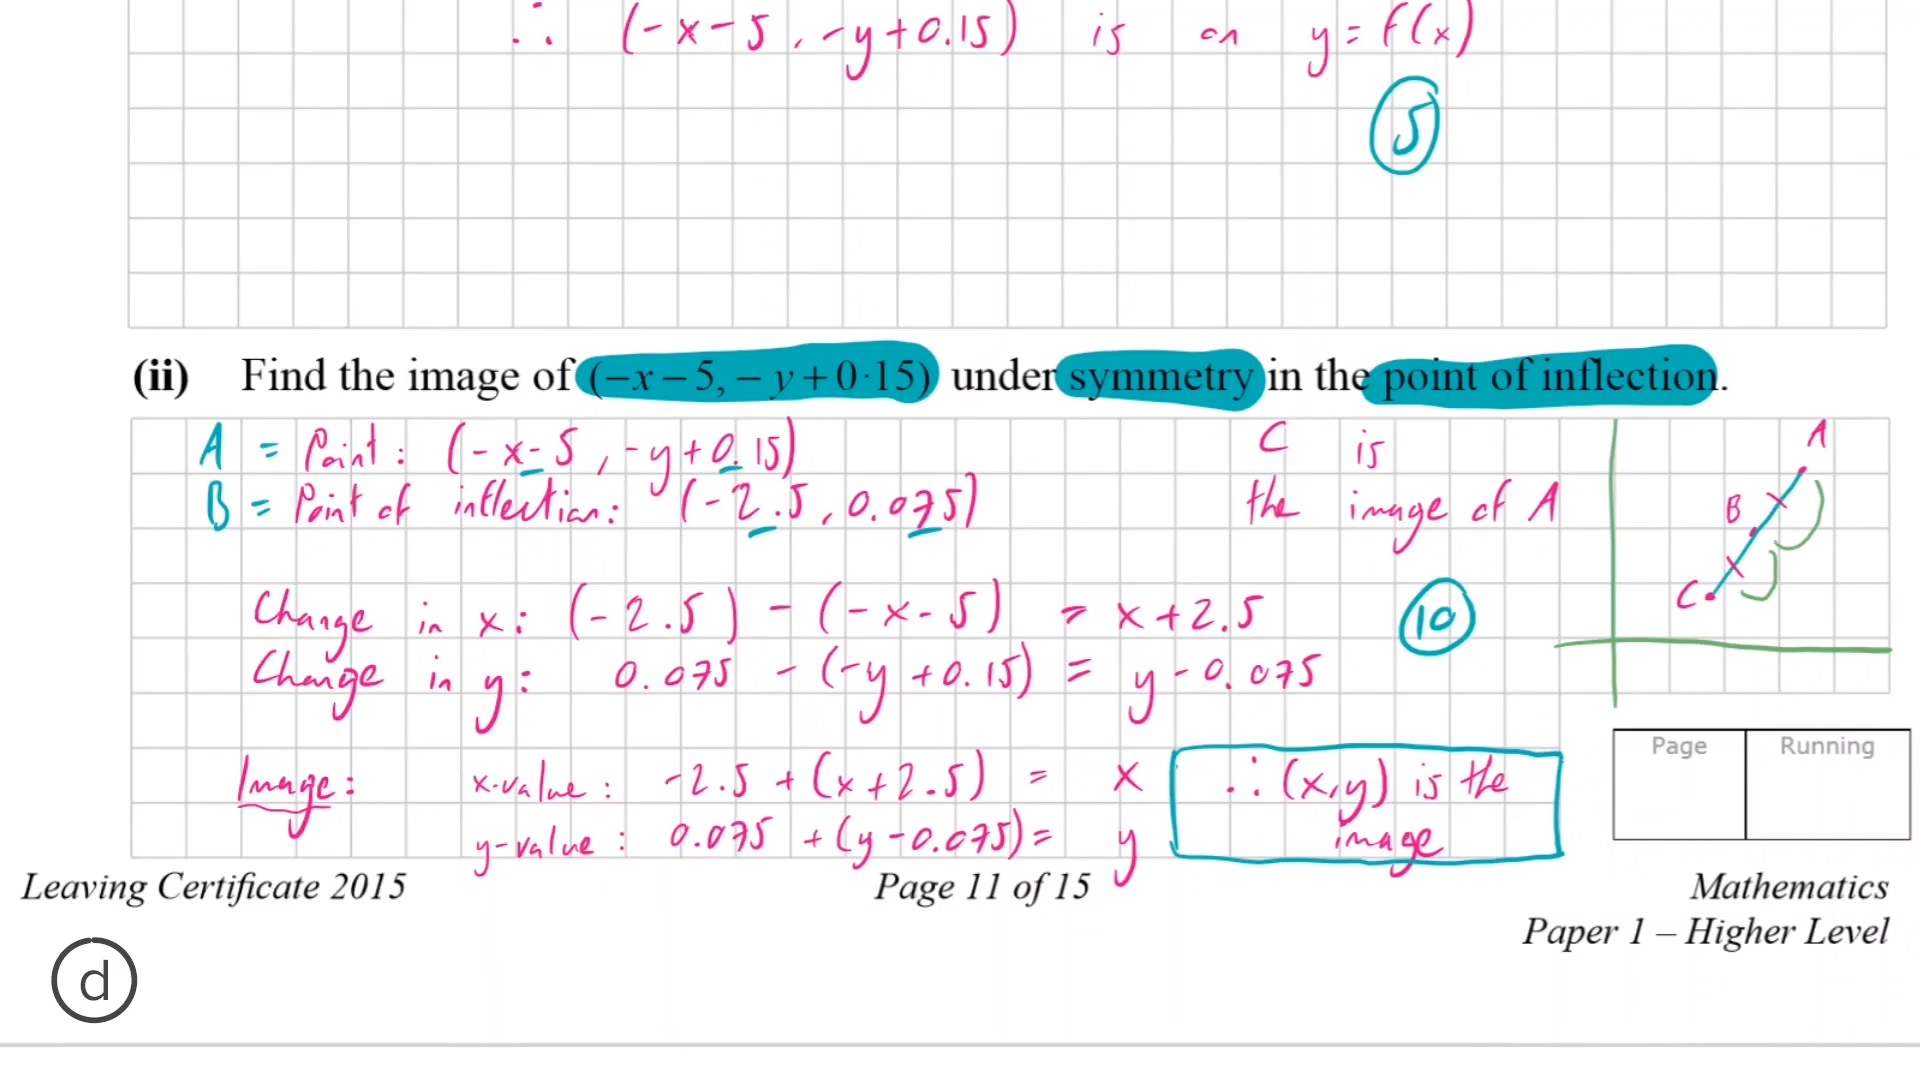 ∴ (-x-5, -y+0.15) is on y = f(x)
5
(ii) Find the image of (−x−5, −y+0·15) under symmetry in the point of inflection.
A = Point: (-x-5, -y+0.15)
B = Point of inflection: (-2.5, 0.075)
C is
the image of A
A
B
C
Change in x: (-2.5) - (-x-5) = x+2.5
10
Change in y: 0.075 - (-y+0.15) = y-0.075
Image: x-value: -2.5 + (x+2.5) = x
y-value: 0.075 + (y-0.075) = y
∴ (x,y) is the
image
Page Running
Leaving Certificate 2015 Page 11 of 15 Mathematics
Paper 1 – Higher Level
d